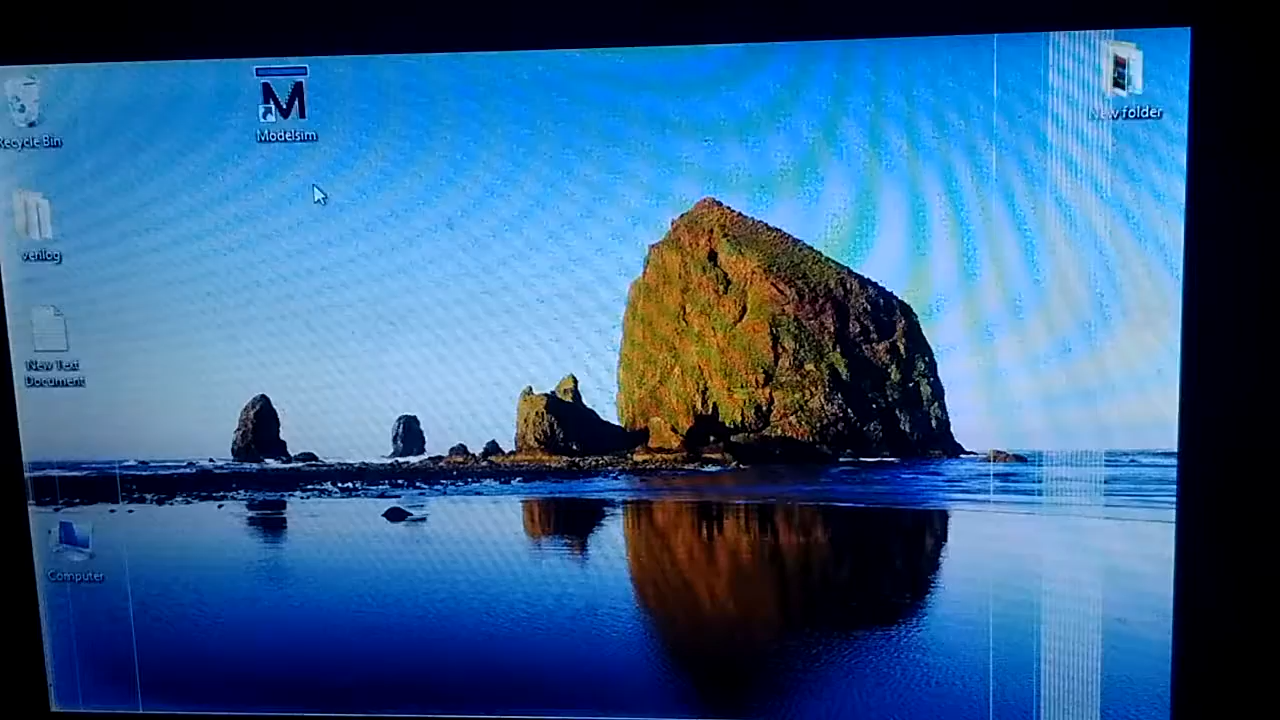 Recycle Bin
M
Modelsim
New folder
verilog
New Text
Document
Computer